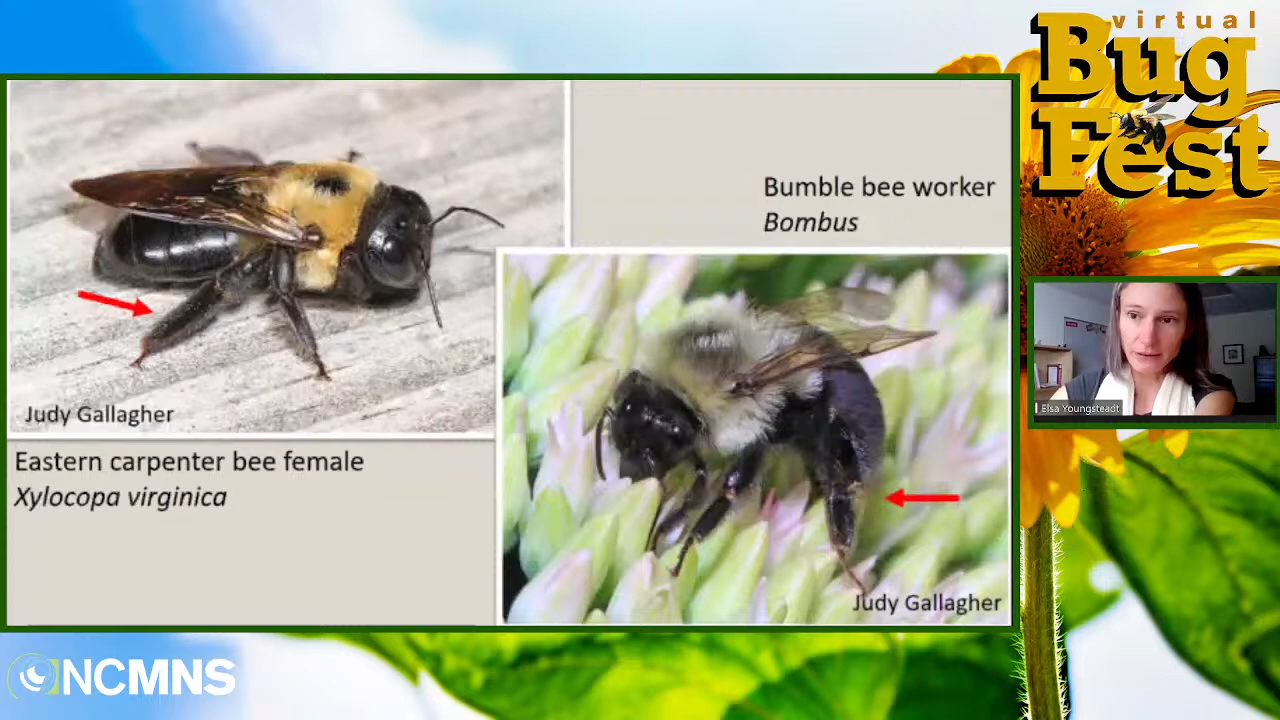 virtual
Bug
Fest
Bumble bee worker
Bombus
Judy Gallagher
Eastern carpenter bee female
Xylocopa virginica
Judy Gallagher
Elsa Youngsteadt
NCMNS